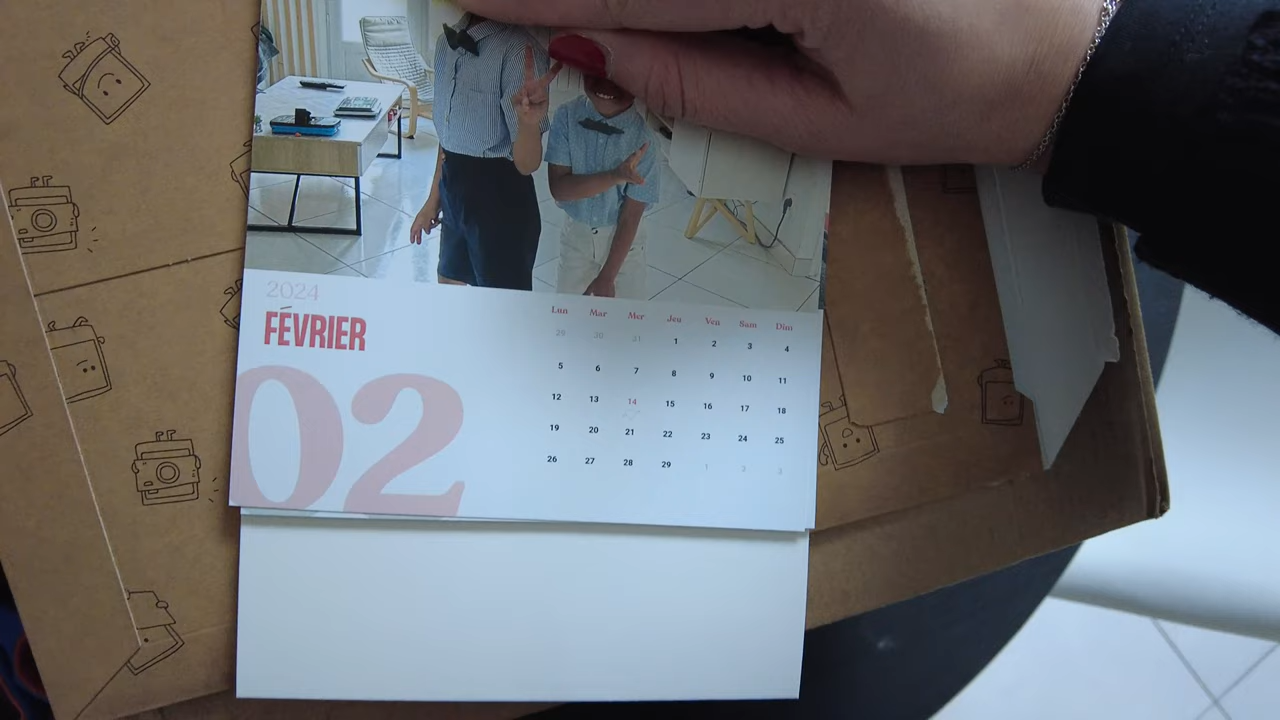 2024
FÉVRIER
02
Lun Mar Mer Jeu Ven Sam Dim
29 30 31 1 2 3 4
5 6 7 8 9 10 11
12 13 14 15 16 17 18
19 20 21 22 23 24 25
26 27 28 29 1 2 3